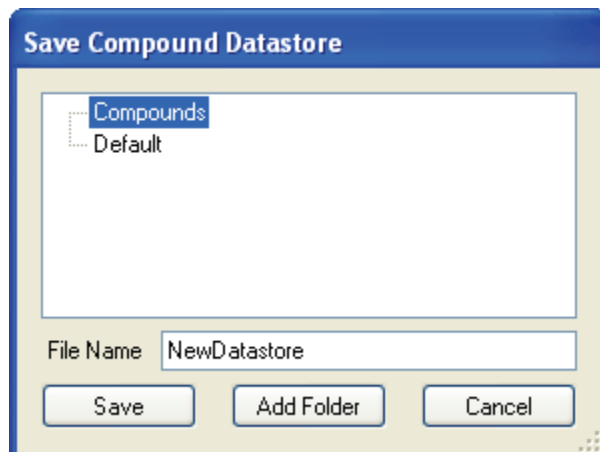 Save Compound Datastore
Compounds
Default
File Name NewDatastore
Save Add Folder Cancel